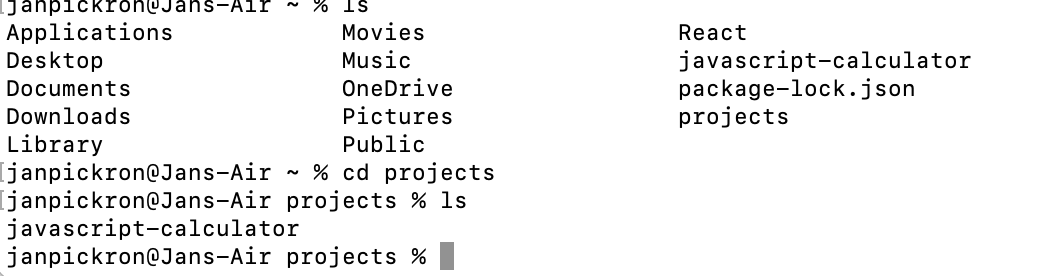 [janpickron@Jans-Air ~ % ls
Applications Movies React
Desktop Music javascript-calculator
Documents OneDrive package-lock.json
Downloads Pictures projects
Library Public
[janpickron@Jans-Air ~ % cd projects
[janpickron@Jans-Air projects % ls
javascript-calculator
janpickron@Jans-Air projects %